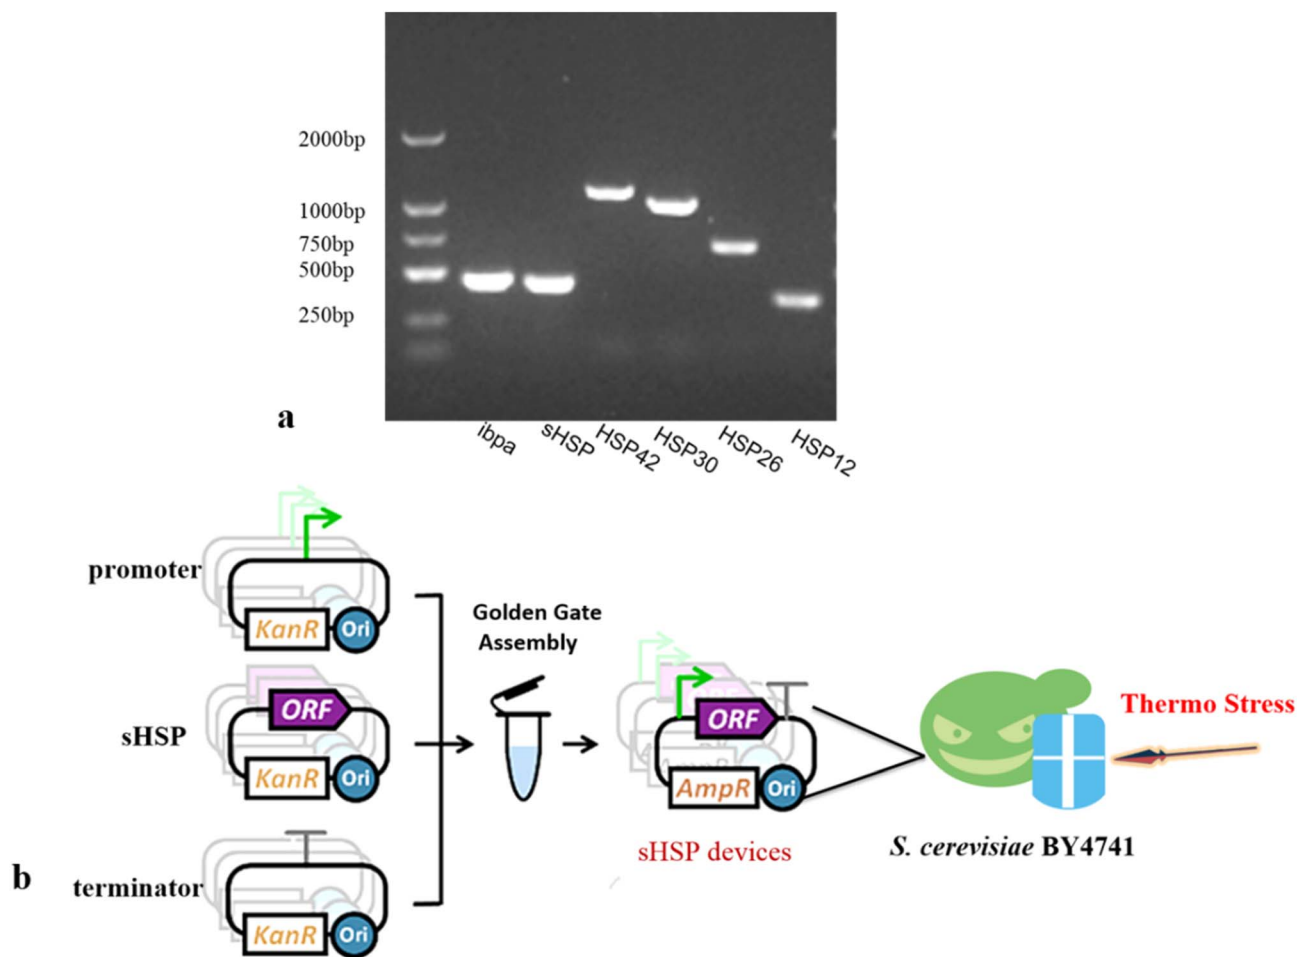 2000bp
1000bp
750bp
500bp
250bp
a
ibpa
sHSP
HSP42
HSP30
HSP26
HSP12
promoter
KanR
Ori
Golden Gate
Assembly
sHSP
ORF
KanR
Ori
ORF
AmpR
Ori
sHSP devices
Thermo Stress
S. cerevisiae BY4741
b
terminator
KanR
Ori